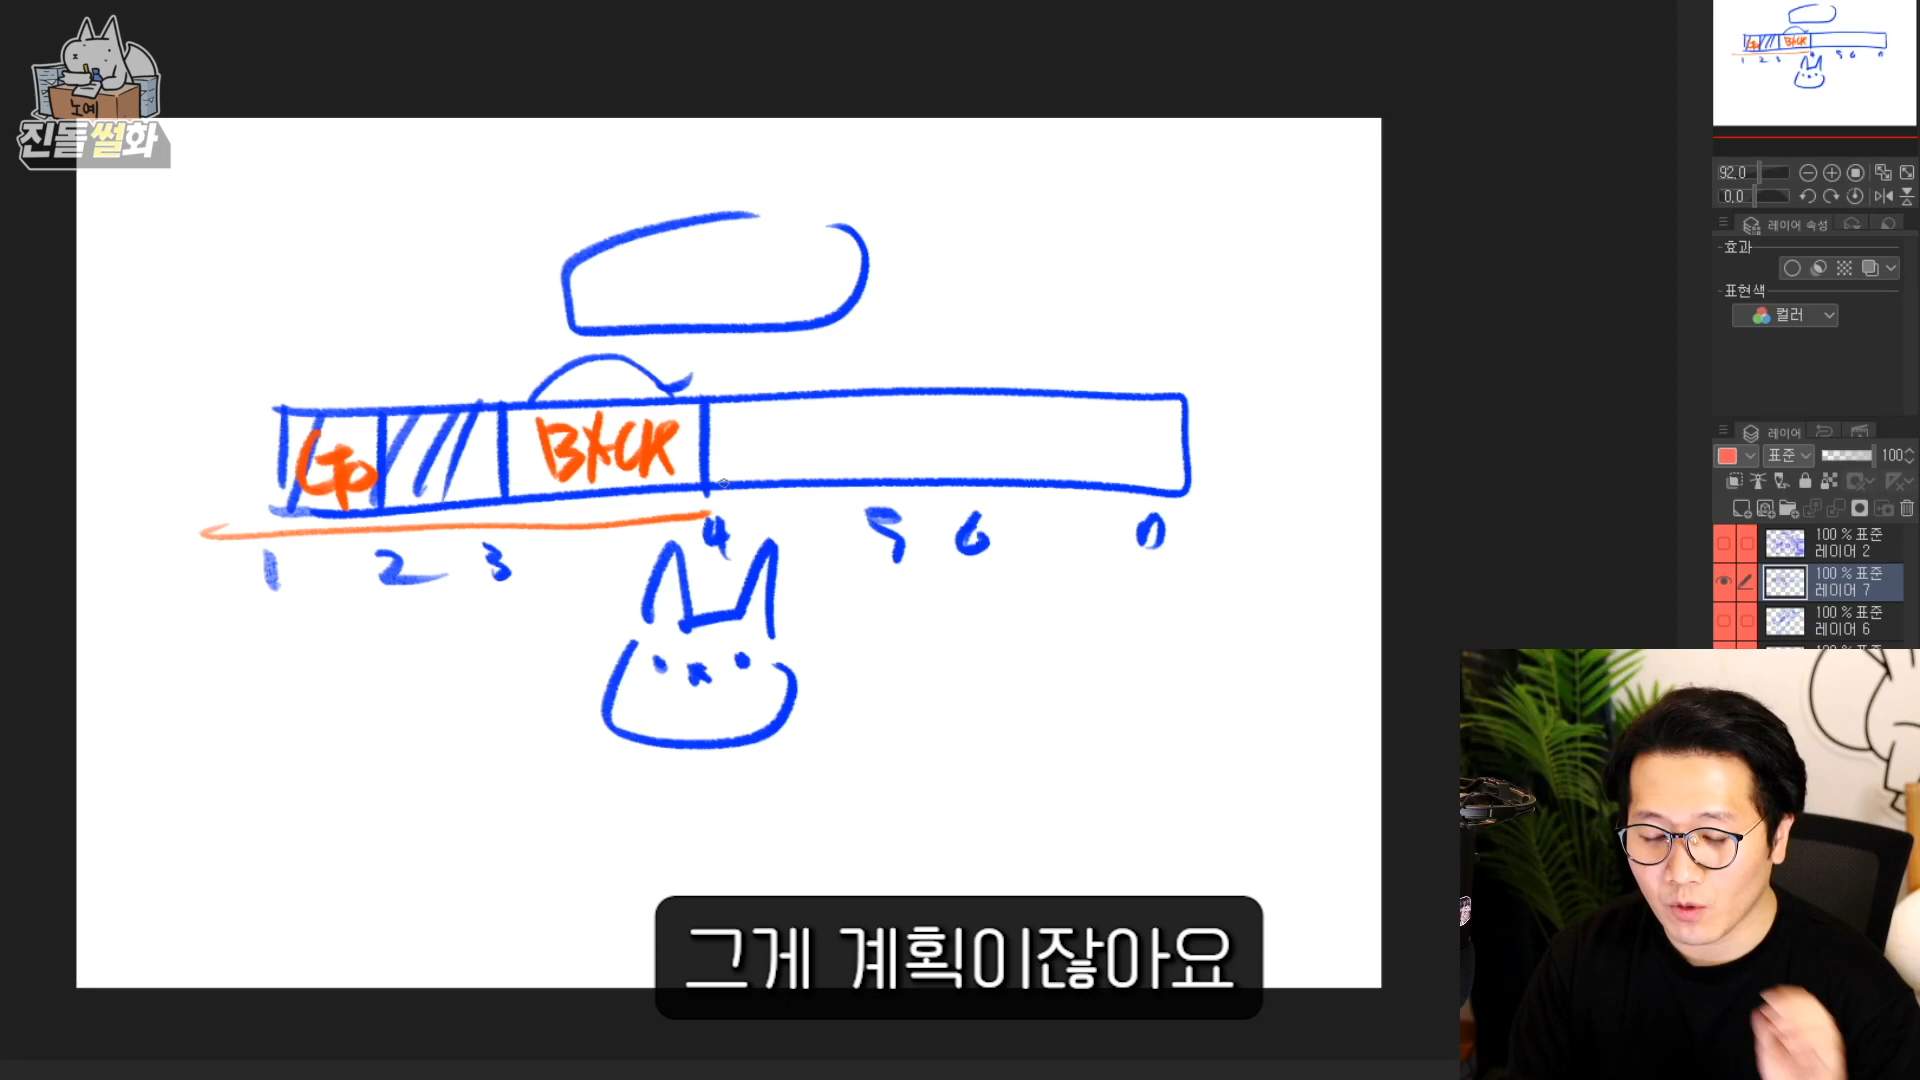 노예
진돌썰화
BACK
1 2 3 4 5 6
그게 계획이잖아요
92.0
0.0
레이어 속성
효과
표현색
컬러
레이어
표준
100
100 % 표준
레이어 2
100 % 표준
레이어 7
100 % 표준
레이어 6